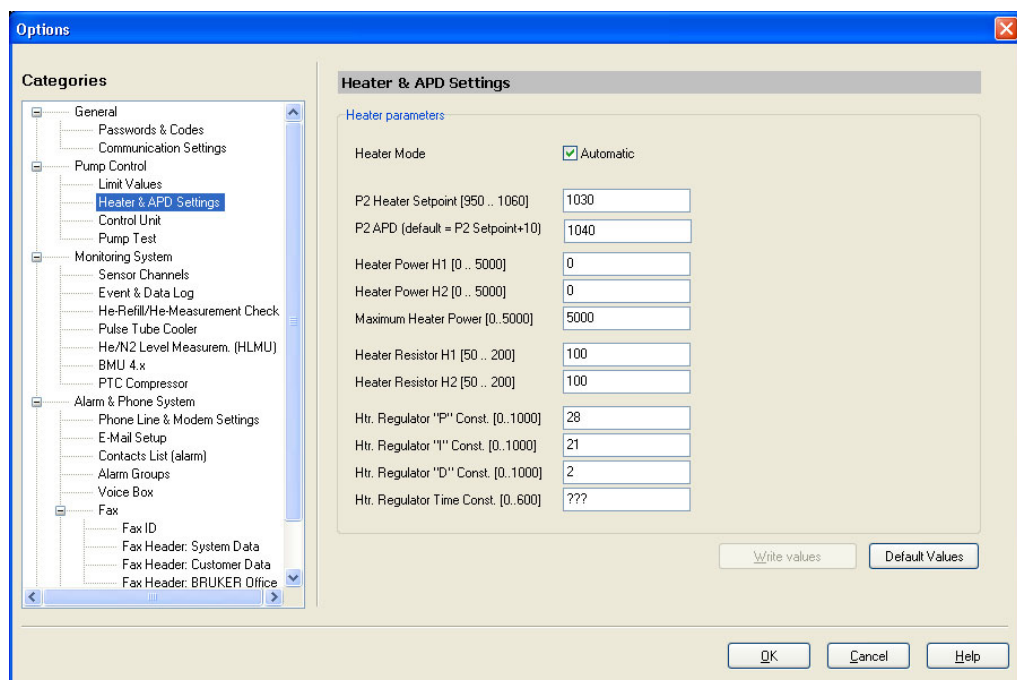 Options
Categories
General
Passwords & Codes
Communication Settings
Pump Control
Limit Values
Heater & APD Settings
Control Unit
Pump Test
Monitoring System
Sensor Channels
Event & Data Log
He-Refill/He-Measurement Check
Pulse Tube Cooler
He/N2 Level Measurem. (HLMU)
BMU 4.x
PTC Compressor
Alarm & Phone System
Phone Line & Modem Settings
E-Mail Setup
Contacts List (alarm)
Alarm Groups
Voice Box
Fax
Fax ID
Fax Header: System Data
Fax Header: Customer Data
Fax Header: BRUKER Office
Heater & APD Settings
Heater parameters
Heater Mode Automatic
P2 Heater Setpoint [950 .. 1060] 1030
P2 APD (default = P2 Setpoint+10) 1040
Heater Power H1 [0 .. 5000] 0
Heater Power H2 [0 .. 5000] 0
Maximum Heater Power [0..5000] 5000
Heater Resistor H1 [50 .. 200] 100
Heater Resistor H2 [50 .. 200] 100
Htr. Regulator "P" Const. [0..1000] 28
Htr. Regulator "I" Const. [0..1000] 21
Htr. Regulator "D" Const. [0..1000] 2
Htr. Regulator Time Const. [0..600] ???
Write values Default Values
OK Cancel Help